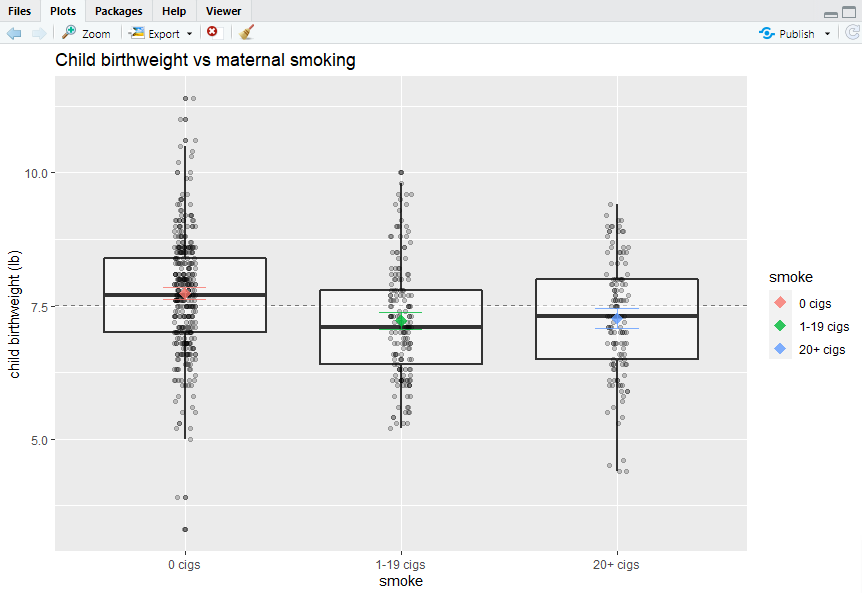 Files Plots Packages Help Viewer
Zoom Export Publish
Child birthweight vs maternal smoking
child birthweight (lb)
10.0
7.5
5.0
0 cigs 1-19 cigs 20+ cigs
smoke
smoke
0 cigs
1-19 cigs
20+ cigs